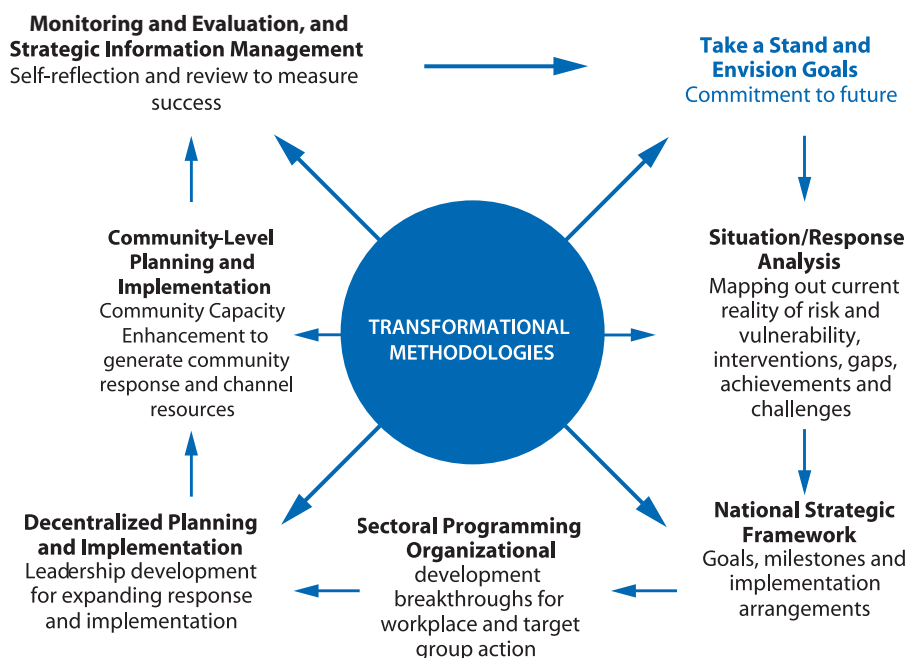 Monitoring and Evaluation, and
Strategic Information Management
Self-reflection and review to measure
success
Take a Stand and
Envision Goals
Commitment to future
Community-Level
Planning and
Implementation
Community Capacity
Enhancement to
generate community
response and channel
resources
TRANSFORMATIONAL
METHODOLOGIES
Situation/Response
Analysis
Mapping out current
reality of risk and
vulnerability,
interventions, gaps,
achievements and
challenges
Decentralized Planning
and Implementation
Leadership development
for expanding response
and implementation
Sectoral Programming
Organizational
development
breakthroughs for
workplace and target
group action
National Strategic
Framework
Goals, milestones and
implementation
arrangements